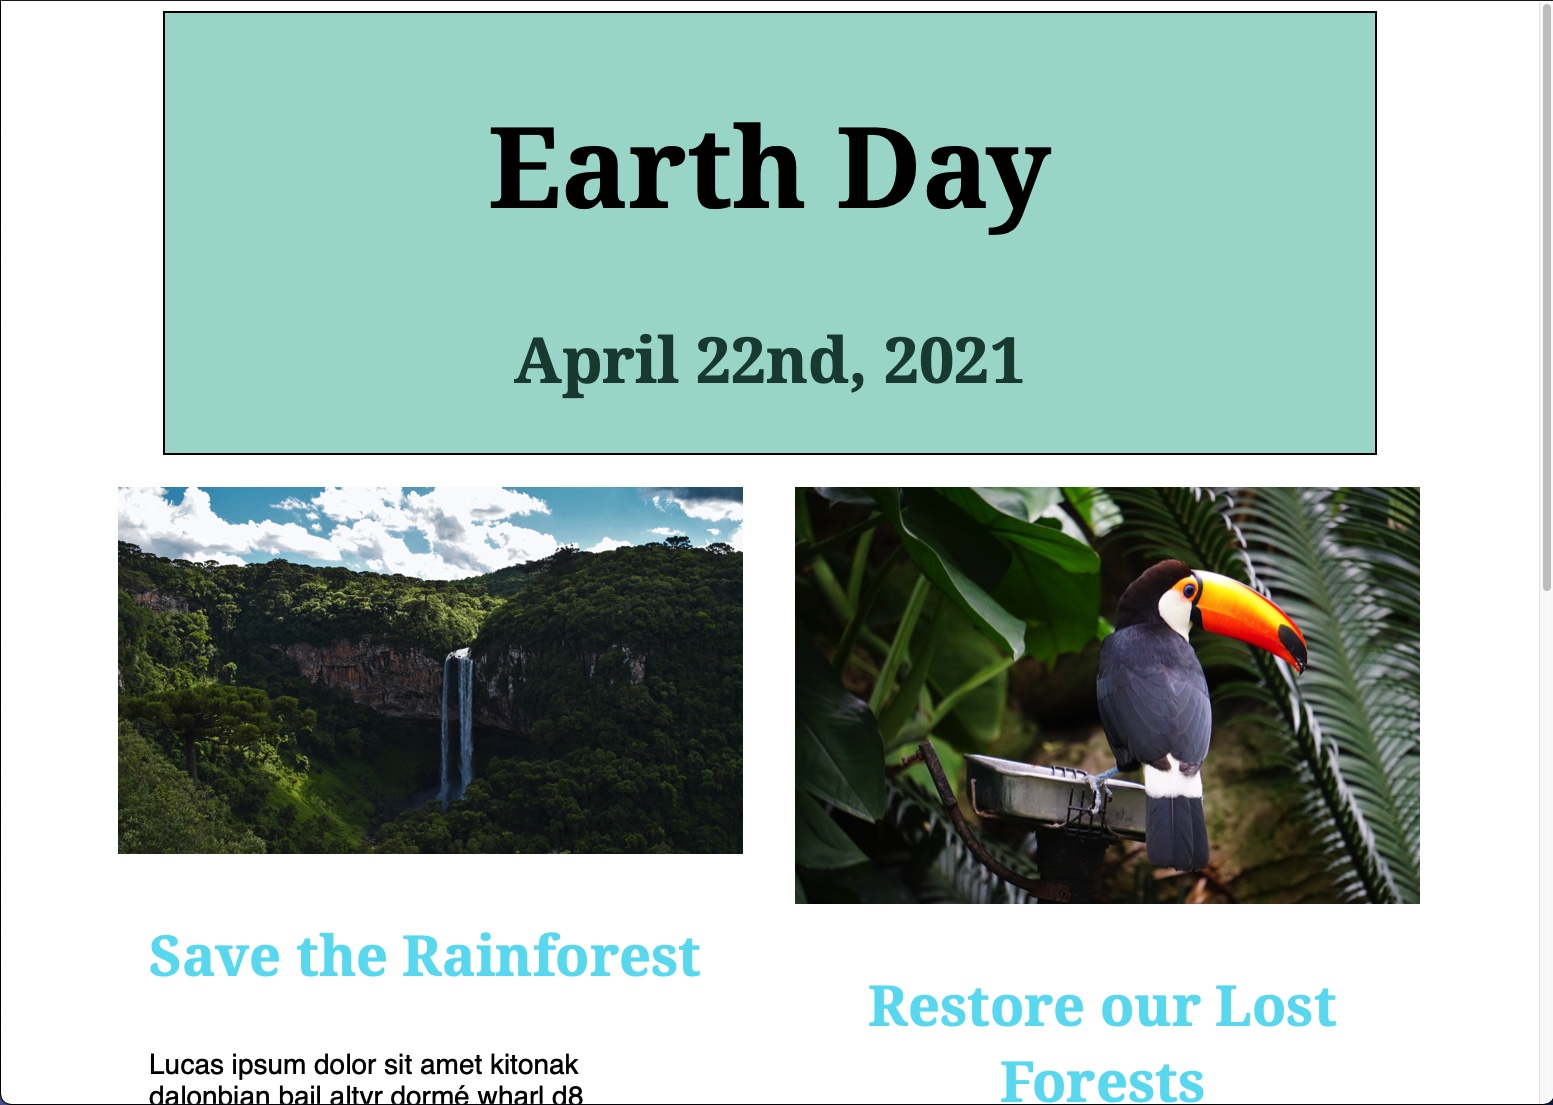 Earth Day
April 22nd, 2021
Save the Rainforest
Lucas ipsum dolor sit amet kitonak
dalonbian bail altyr dormé wharl d8
Restore our Lost
Forests